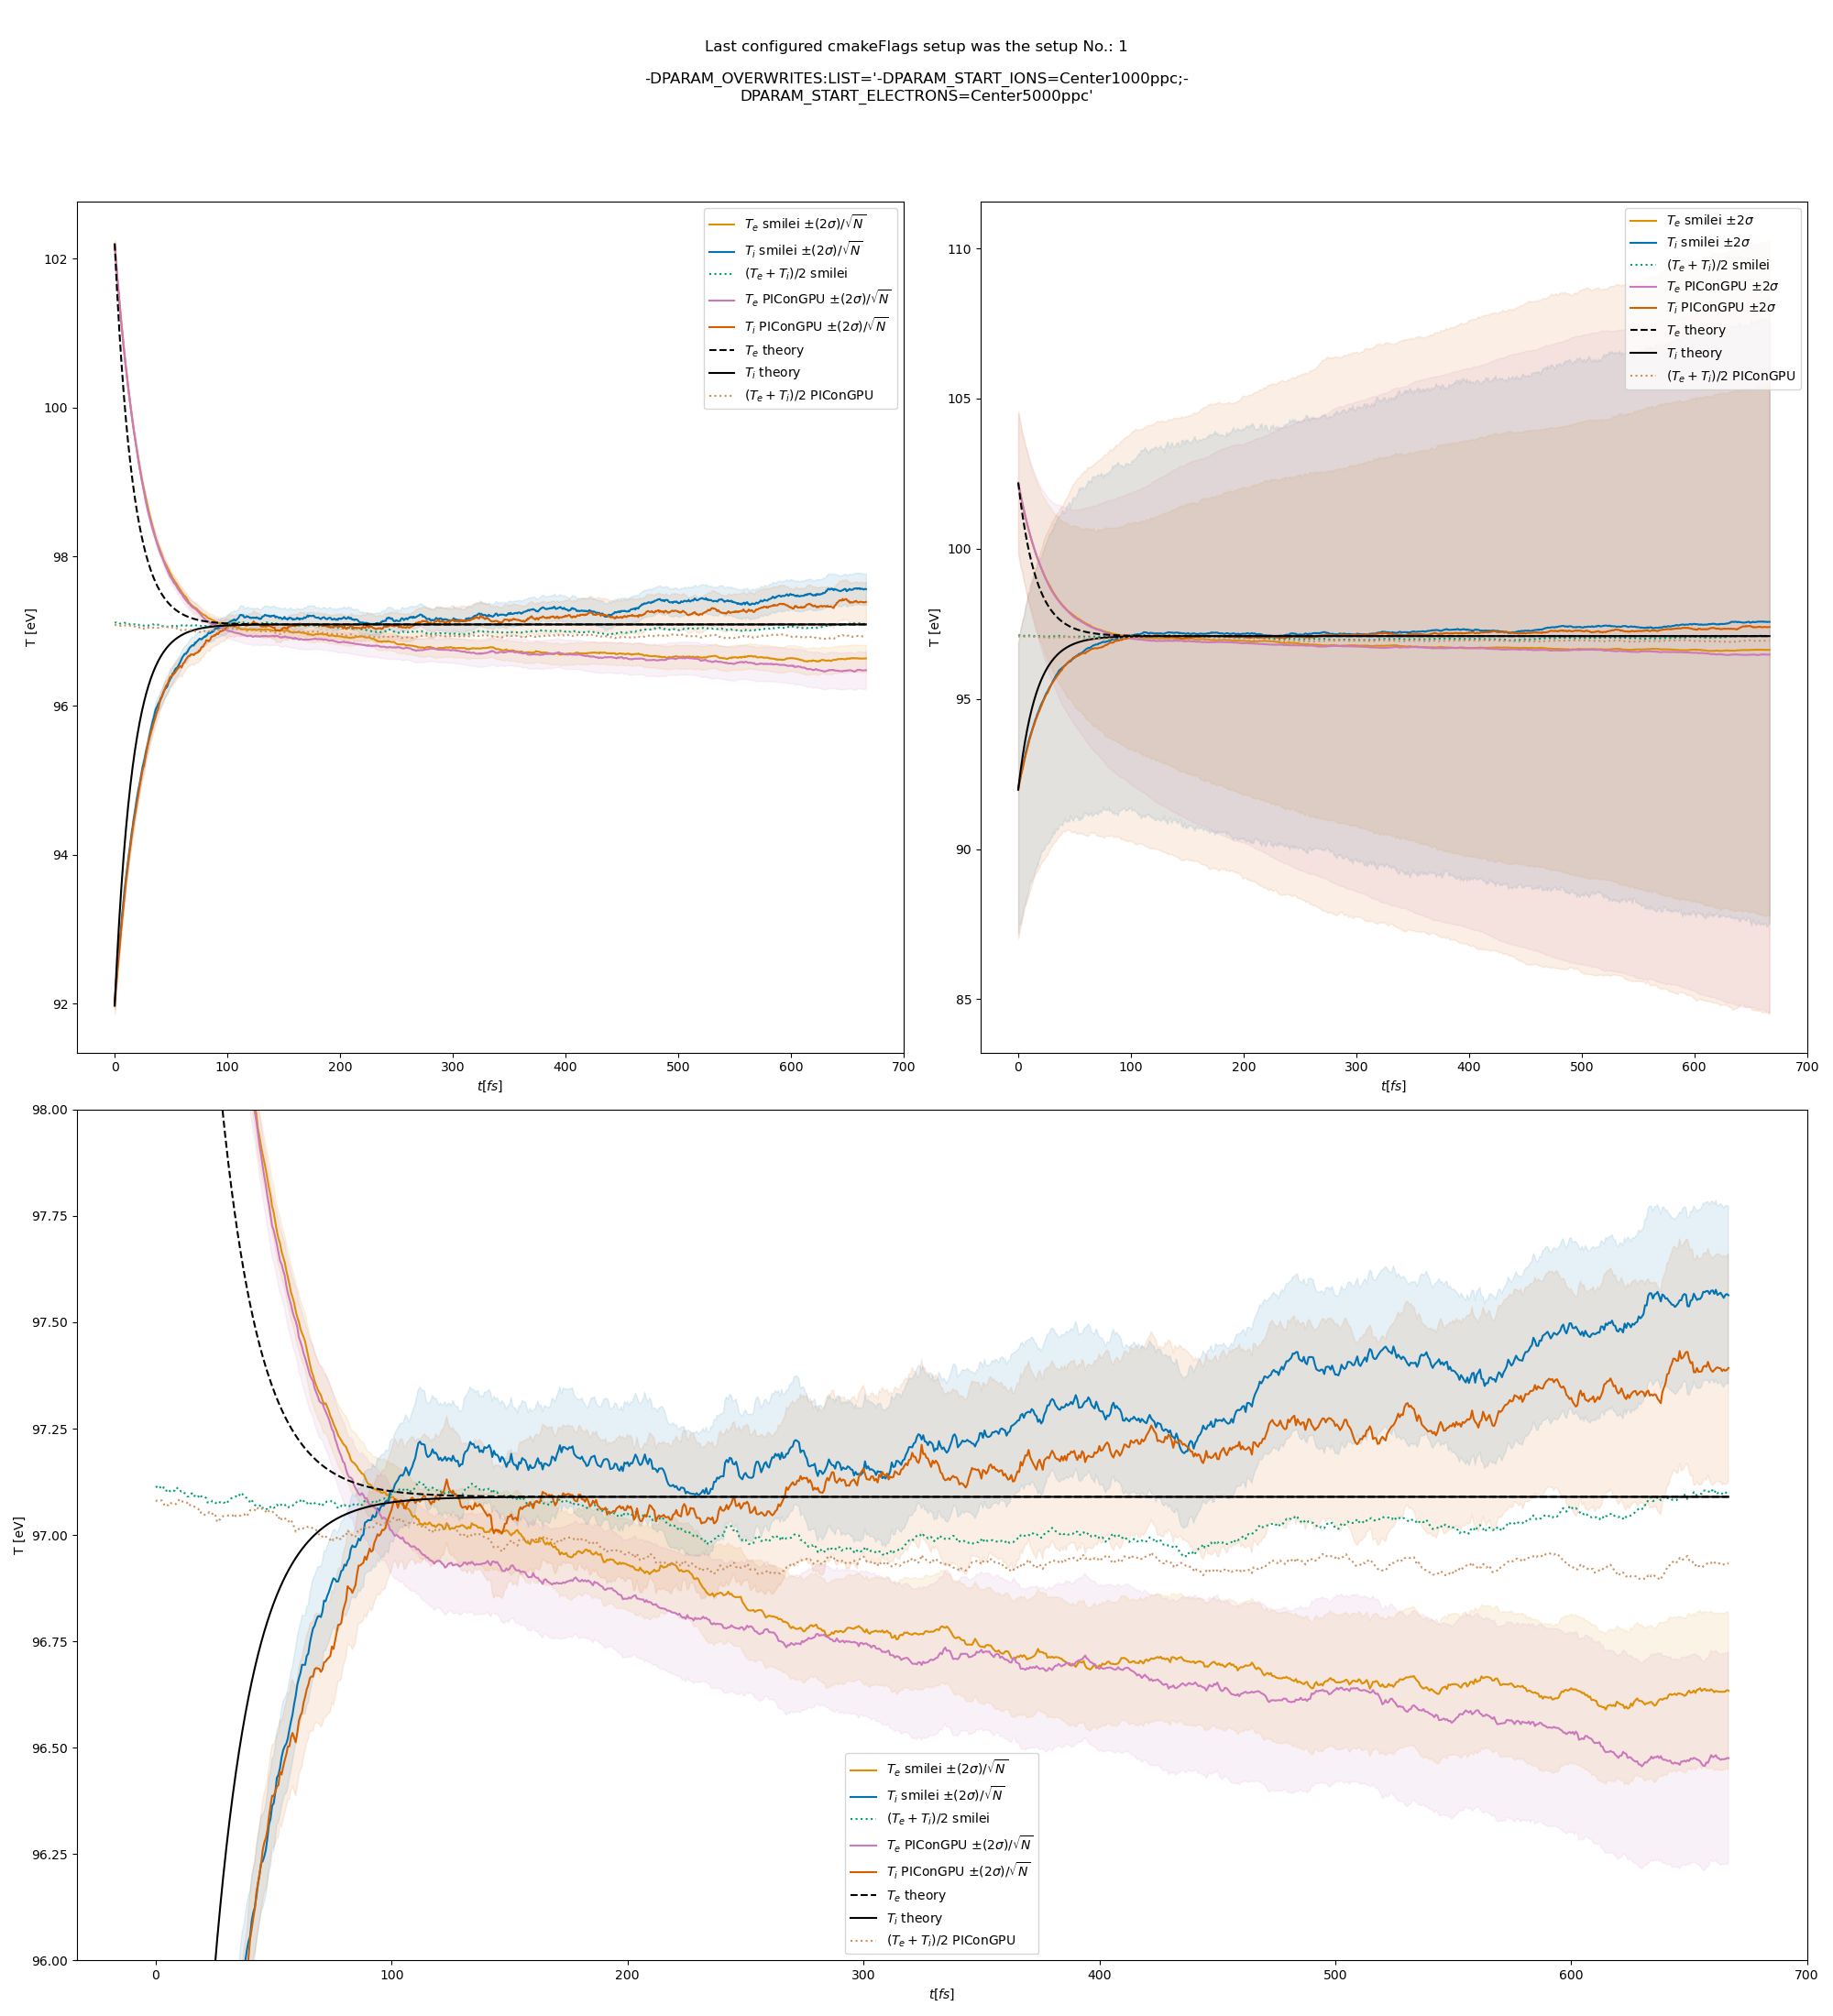 Last configured cmakeFlags setup was the setup No.: 1
-DPARAM_OVERWRITES:LIST='-DPARAM_START_IONS=Center1000ppc;-
DPARAM_START_ELECTRONS=Center5000ppc'
T [eV]
102
100
98
96
94
92
T_e smilei ±(2σ)/√N
T_i smilei ±(2σ)/√N
(T_e + T_i)/2 smilei
T_e PIConGPU ±(2σ)/√N
T_i PIConGPU ±(2σ)/√N
T_e theory
T_i theory
(T_e + T_i)/2 PIConGPU
0 100 200 300 400 500 600 700
t[fs]
T [eV]
110
105
100
95
90
85
T_e smilei ±2σ
T_i smilei ±2σ
(T_e + T_i)/2 smilei
T_e PIConGPU ±2σ
T_i PIConGPU ±2σ
T_e theory
T_i theory
(T_e + T_i)/2 PIConGPU
0 100 200 300 400 500 600 700
t[fs]
T [eV]
98.00
97.75
97.50
97.25
97.00
96.75
96.50
96.25
96.00
T_e smilei ±(2σ)/√N
T_i smilei ±(2σ)/√N
(T_e + T_i)/2 smilei
T_e PIConGPU ±(2σ)/√N
T_i PIConGPU ±(2σ)/√N
T_e theory
T_i theory
(T_e + T_i)/2 PIConGPU
0 100 200 300 400 500 600 700
t[fs]